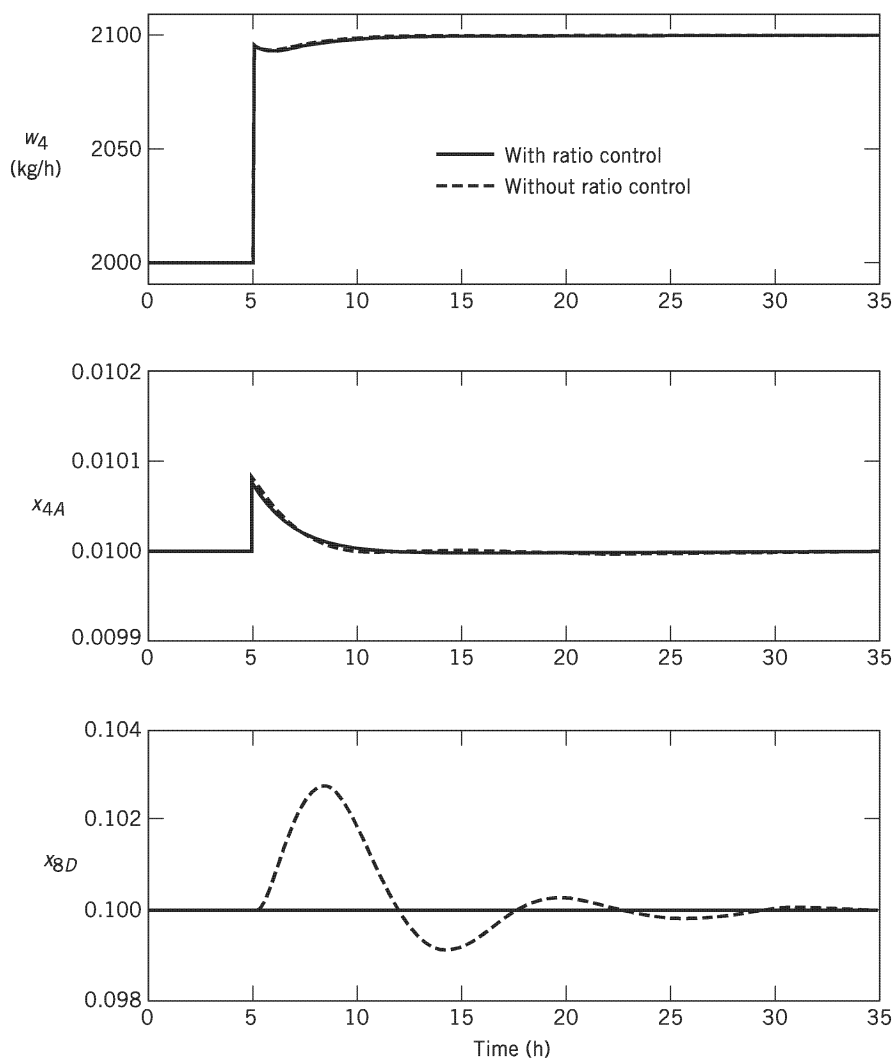 2100
2050
2000
w4
(kg/h)
With ratio control
Without ratio control
0 5 10 15 20 25 30 35
0.0102
0.0101
0.0100
0.0099
x4A
0 5 10 15 20 25 30 35
0.104
0.102
0.100
0.098
x8D
0 5 10 15 20 25 30 35
Time (h)